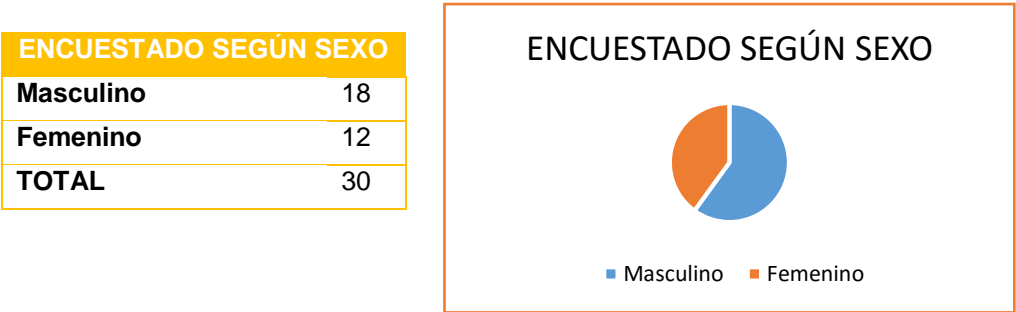 ENCUESTADO SEGÚN SEXO
Masculino 18
Femenino 12
TOTAL 30
ENCUESTADO SEGÚN SEXO
Masculino Femenino